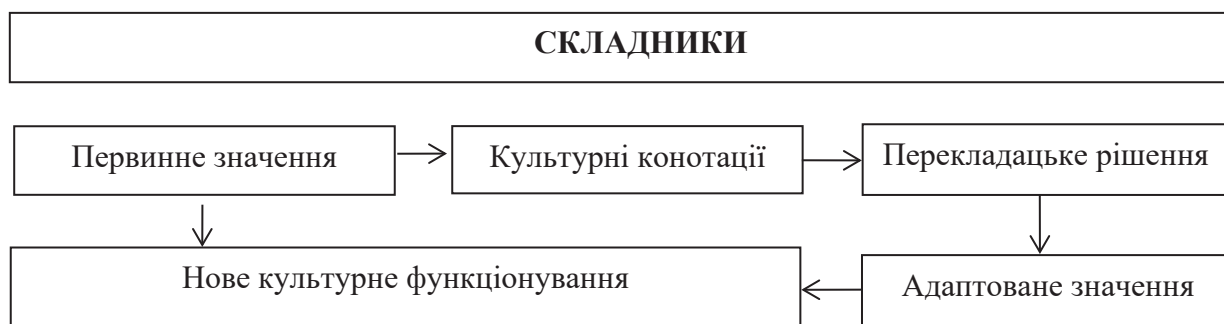 СКЛАДНИКИ
Первинне значення
Культурні конотації
Перекладацьке рішення
Нове культурне функціонування
Адаптоване значення